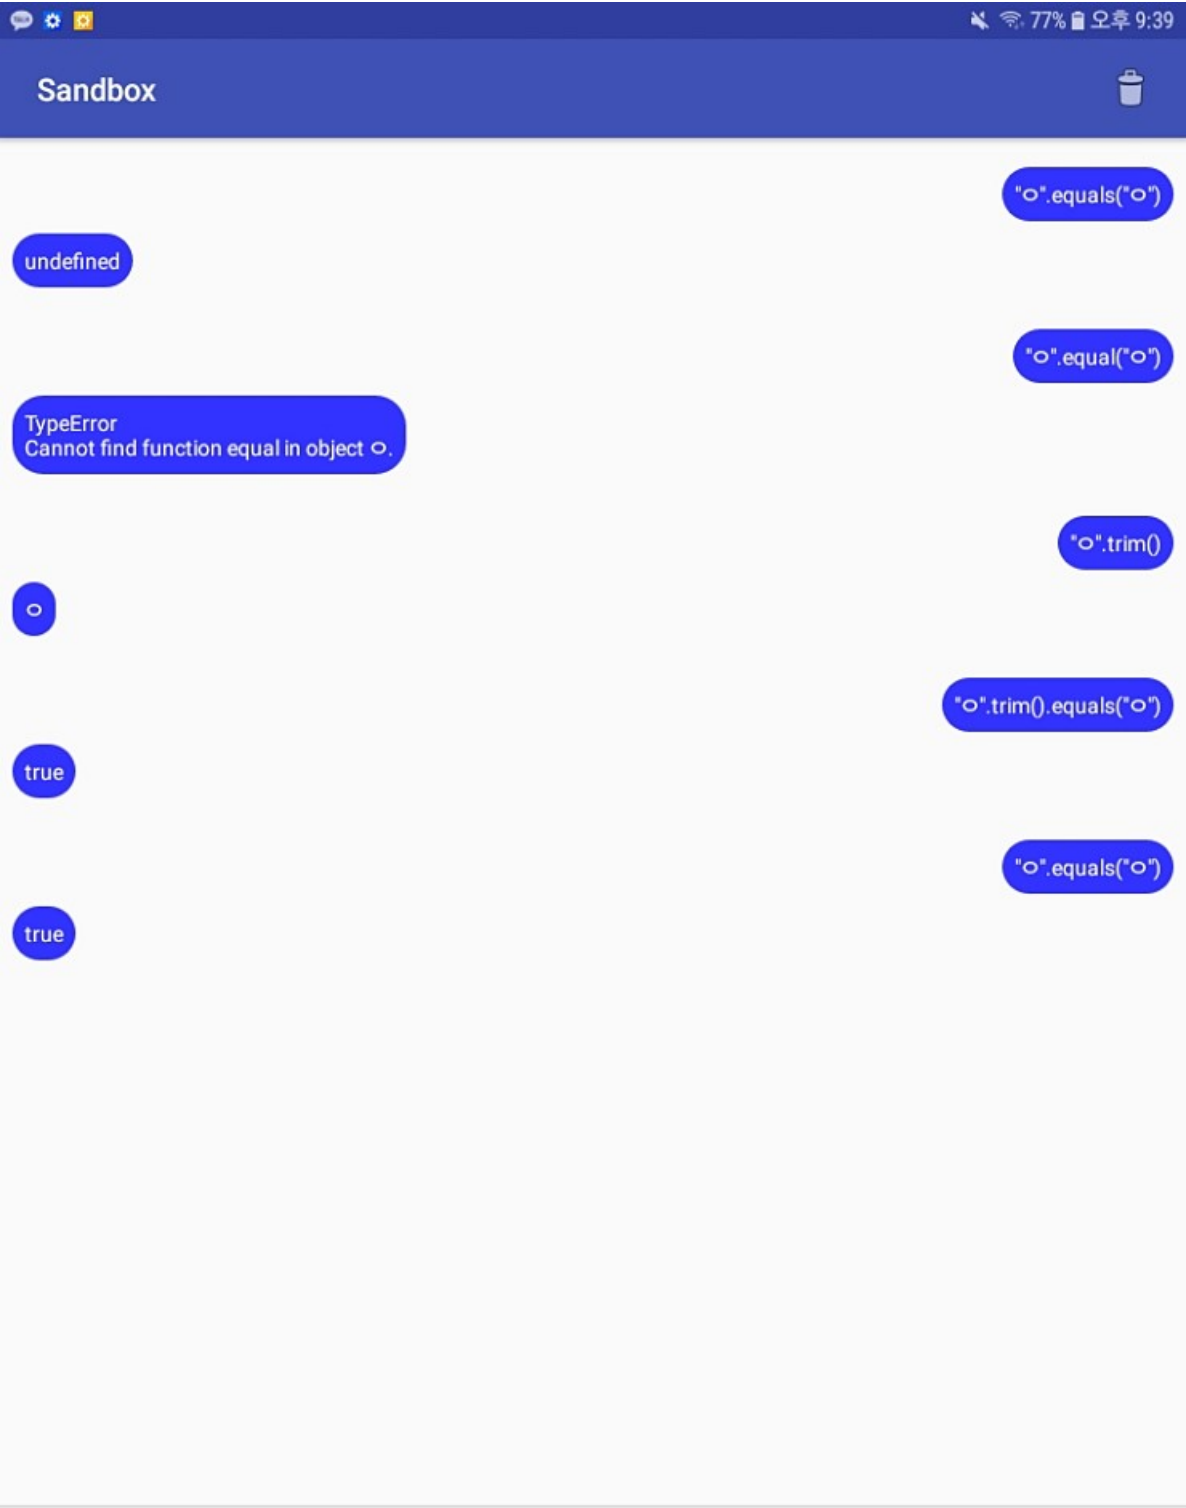 77% 오후 9:39
Sandbox
"ㅇ".equals("ㅇ")
undefined
"ㅇ".equal("ㅇ")
TypeError
Cannot find function equal in object ㅇ.
"ㅇ".trim()
ㅇ
"ㅇ".trim().equals("ㅇ")
true
"ㅇ".equals("ㅇ")
true